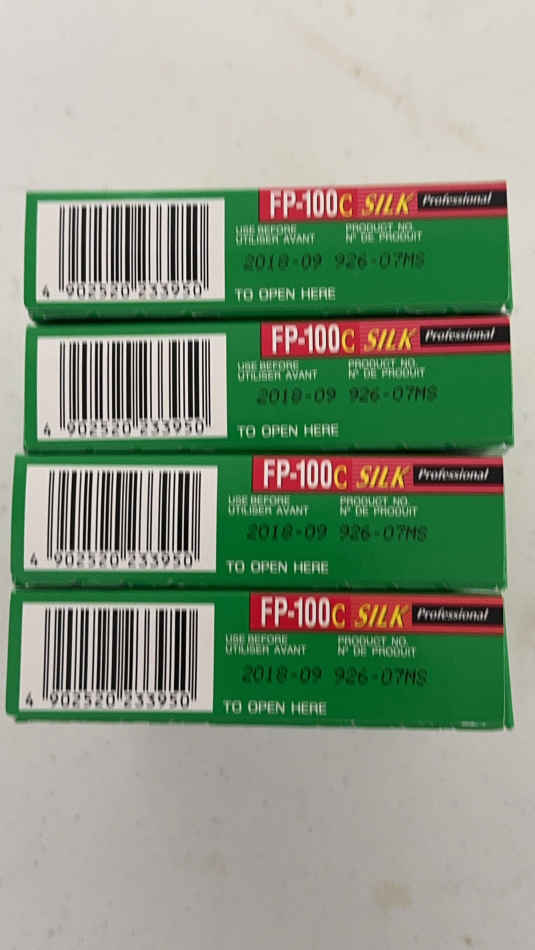 FP-100C SILK Professional
USE BEFORE PRODUCT NO.
UTILISER AVANT N° DE PRODUIT
2018-09 926-07MS
4 902520 233950
TO OPEN HERE
FP-100C SILK Professional
USE BEFORE PRODUCT NO.
UTILISER AVANT N° DE PRODUIT
2018-09 926-07MS
4 902520 233950
TO OPEN HERE
FP-100C SILK Professional
USE BEFORE PRODUCT NO.
UTILISER AVANT N° DE PRODUIT
2018-09 926-07MS
4 902520 233950
TO OPEN HERE
FP-100C SILK Professional
USE BEFORE PRODUCT NO.
UTILISER AVANT N° DE PRODUIT
2018-09 926-07MS
4 902520 233950
TO OPEN HERE